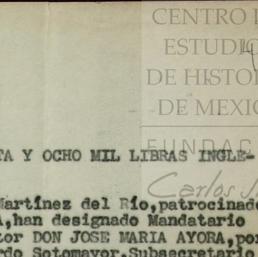 CENTRO
ESTUDIO
DE HISTOR
DE MEXIC
TA Y OCHO MIL LIBRAS INGLE-
FUNDAC
Carlos
Martínez del Río, patrocinado
A, han designado Mandatario
tor DON JOSE MARIA AYORA, por
rdo Sotomayor, Subsecretario